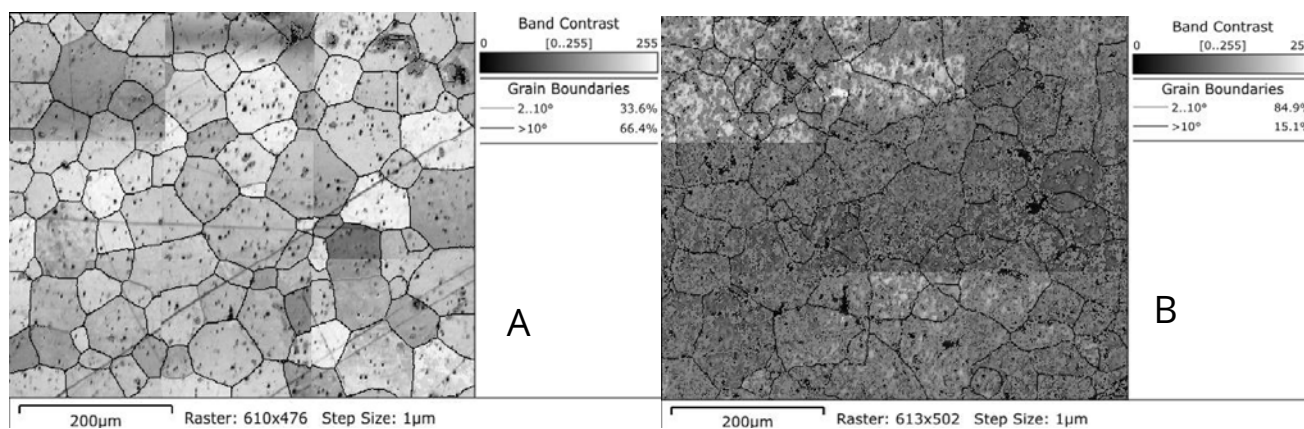 Band Contrast
0 [0..255] 255
Grain Boundaries
2..10° 33.6%
>10° 66.4%
A
200µm Raster: 610x476 Step Size: 1µm
Band Contrast
0 [0..255] 25
Grain Boundaries
2..10° 84.9%
>10° 15.1%
B
200µm Raster: 613x502 Step Size: 1µm